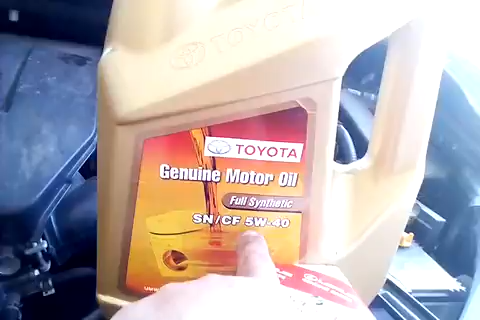 TOYOTA
TOYOTA
Genuine Motor Oil
Full Synthetic
SN/CF 5W-40